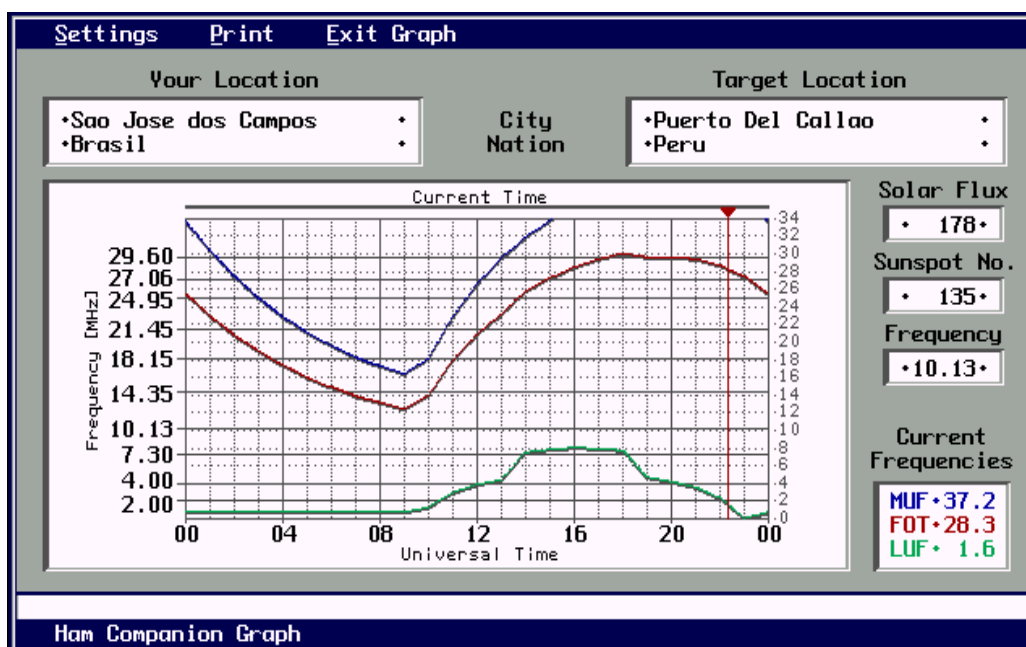 Settings Print Exit Graph
Your Location
Target Location
•Sao Jose dos Campos •
•Brasil •
City
Nation
•Puerto Del Callao •
•Peru •
Current Time
Frequency [MHz]
29.60
27.06
24.95
21.45
18.15
14.35
10.13
7.30
4.00
2.00
34
32
30
28
26
24
22
20
18
16
14
12
10
8
6
4
2
0
00 04 08 12 16 20 00
Universal Time
Solar Flux
• 178•
Sunspot No.
• 135•
Frequency
•10.13•
Current
Frequencies
MUF•37.2
FOT•28.3
LUF• 1.6
Ham Companion Graph